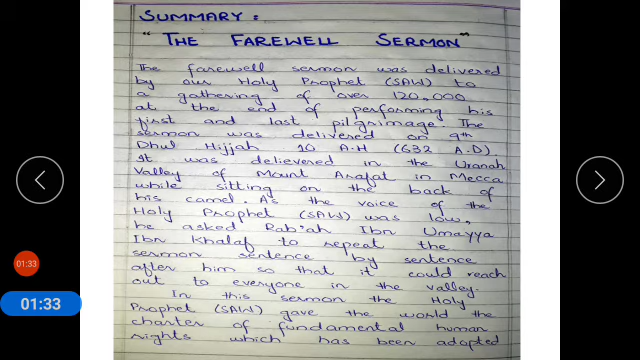 SUMMARY :
" THE FAREWELL SERMON "
The farewell sermon was delivered
by our Holy Prophet (SAW) to
a gathering of over 120,000
at the end of performing his
first and last pilgrimage. The
sermon was delivered on 9th
Dhul Hijjah 10 A.H (632 A.D).
It was delievered in the Uranah
Valley of Mount Arafat in Mecca
while sitting on the back of
his camel. As the voice of the
Holy Prophet (SAW) was low,
he asked Rab'ah Ibn Umayya
Ibn Khalaf to repeat the
sermon sentence by sentence
after him so that it could reach
out to everyone in the valley.
In this sermon the Holy
Prophet (SAW) gave the world the
charter of fundamental human
rights which has been adopted
01:33
01:33